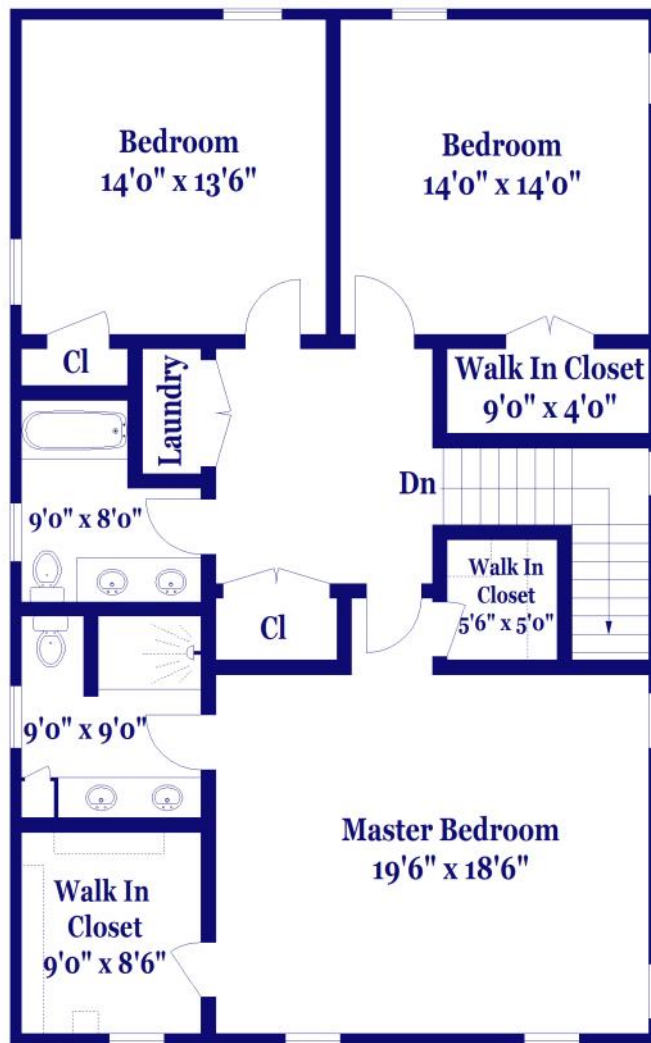 Bedroom
14'0" x 13'6"
Bedroom
14'0" x 14'0"
Cl
Laundry
Walk In Closet
9'0" x 4'0"
Dn
9'0" x 8'0"
Walk In
Closet
5'6" x 5'0"
Cl
9'0" x 9'0"
Master Bedroom
19'6" x 18'6"
Walk In
Closet
9'0" x 8'6"